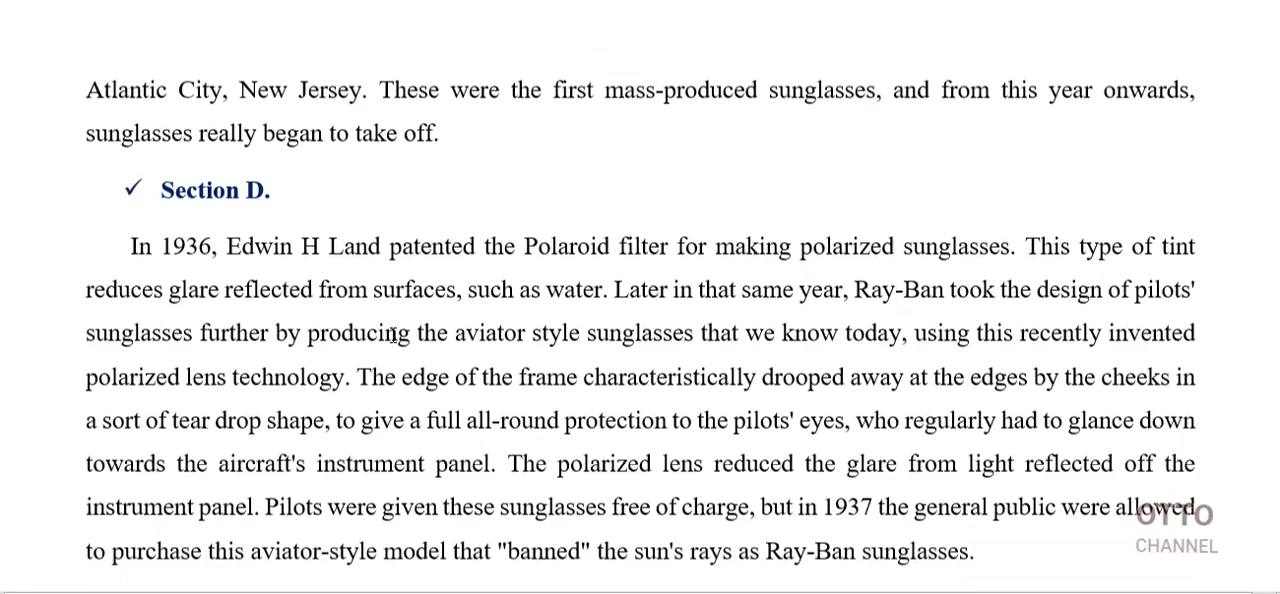 Atlantic City, New Jersey. These were the first mass-produced sunglasses, and from this year onwards,
sunglasses really began to take off.
✓ Section D.
In 1936, Edwin H Land patented the Polaroid filter for making polarized sunglasses. This type of tint
reduces glare reflected from surfaces, such as water. Later in that same year, Ray-Ban took the design of pilots'
sunglasses further by producing the aviator style sunglasses that we know today, using this recently invented
polarized lens technology. The edge of the frame characteristically drooped away at the edges by the cheeks in
a sort of tear drop shape, to give a full all-round protection to the pilots' eyes, who regularly had to glance down
towards the aircraft's instrument panel. The polarized lens reduced the glare from light reflected off the
instrument panel. Pilots were given these sunglasses free of charge, but in 1937 the general public were allowed
to purchase this aviator-style model that "banned" the sun's rays as Ray-Ban sunglasses.
OTTO
CHANNEL